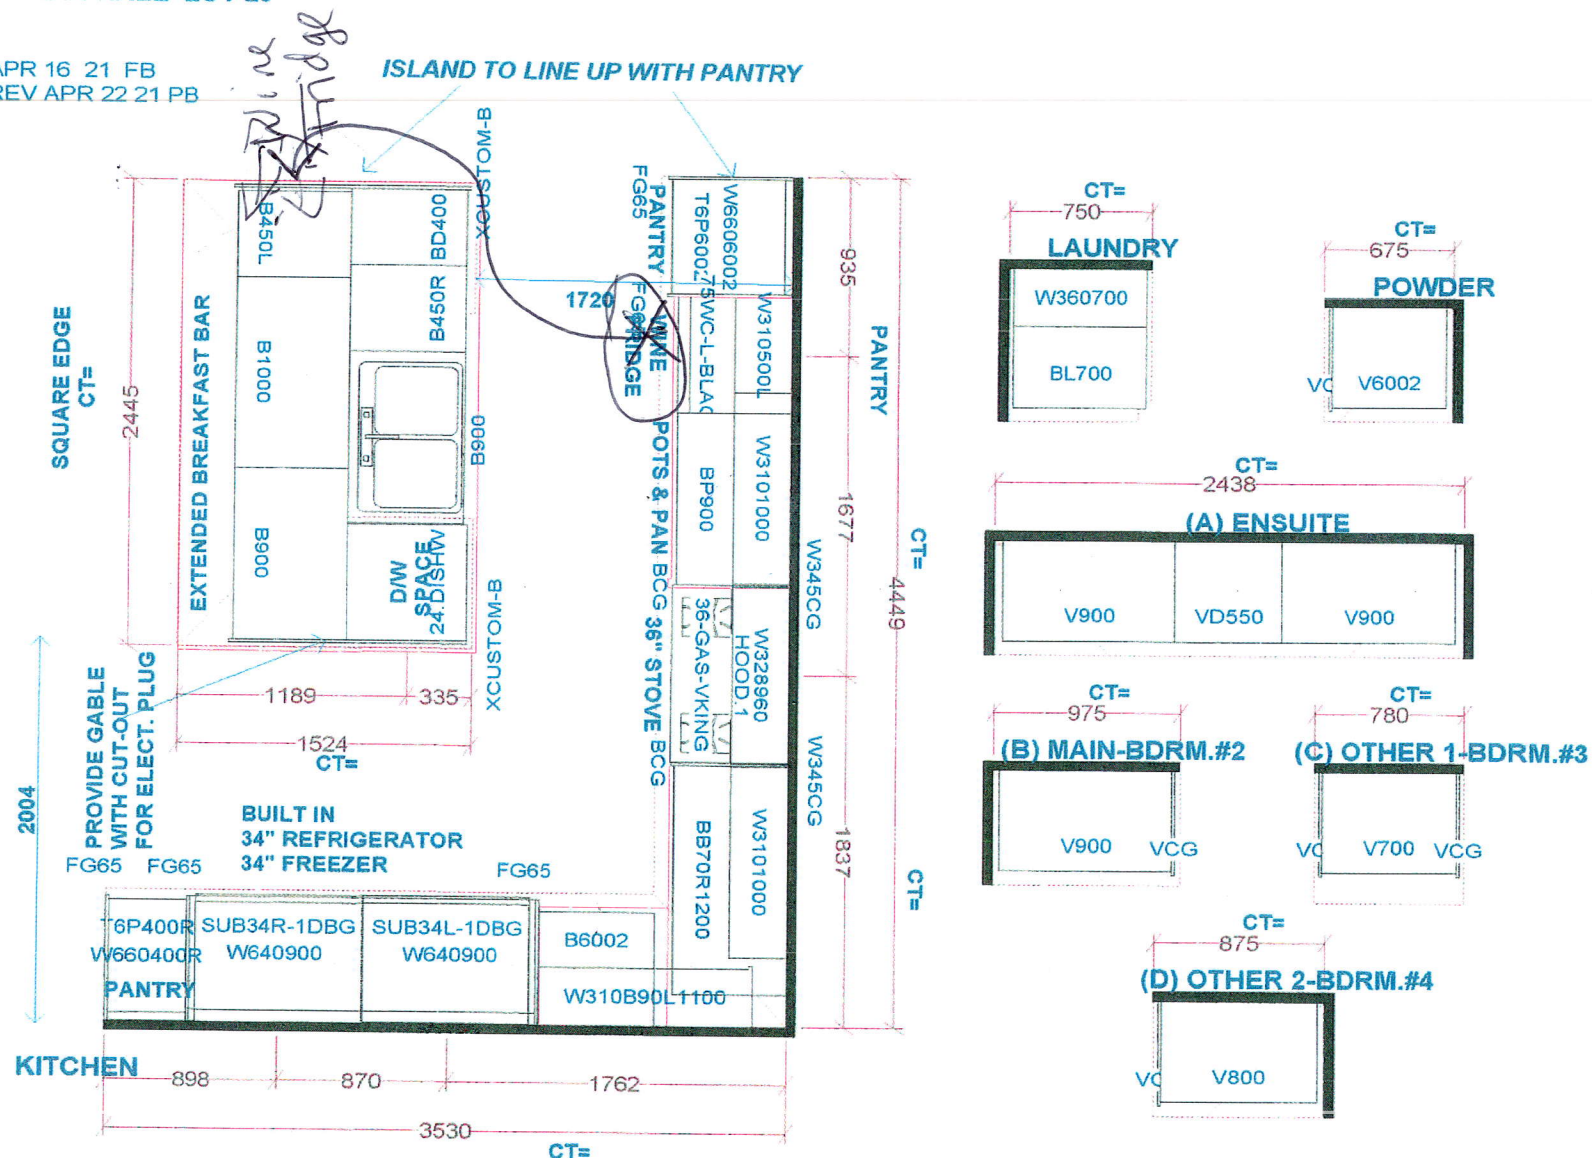 APR 16 21 FB
REV APR 22 21 PB
Wine
Fridge
ISLAND TO LINE UP WITH PANTRY
XCUSTOM-B
B450L
BD400
B450R
B1000
B900
B900
D/W
SPACE
24.DISHW
XCUSTOM-B
EXTENDED BREAKFAST BAR
SQUARE EDGE
CT=
2445
1189
335
1524
CT=
2004
PROVIDE GABLE
WITH CUT-OUT
FOR ELECT. PLUG
1720
FG65
PANTRY
W6606002
T6P6002
WINE
FRIDGE
75WC-L-BLAC
W310500L
POTS & PAN
BP900
W3101000
BCG
36" STOVE
36-GAS-VKING
W328960
HOOD.1
BCG
BB70R1200
W3101000
W345CG
W345CG
935
PANTRY
1677
4449
1837
CT=
CT=
BUILT IN
34" REFRIGERATOR
34" FREEZER
FG65
FG65
FG65
T6P400R
W660400R
PANTRY
SUB34R-1DBG
W640900
SUB34L-1DBG
W640900
B6002
W310B90L1100
KITCHEN
898
870
1762
3530
CT=
CT=
750
LAUNDRY
W360700
BL700
CT=
675
POWDER
VC
V6002
CT=
2438
(A) ENSUITE
V900
VD550
V900
CT=
975
(B) MAIN-BDRM.#2
V900
VCG
CT=
780
(C) OTHER 1-BDRM.#3
VC
V700
VCG
CT=
875
(D) OTHER 2-BDRM.#4
VC
V800